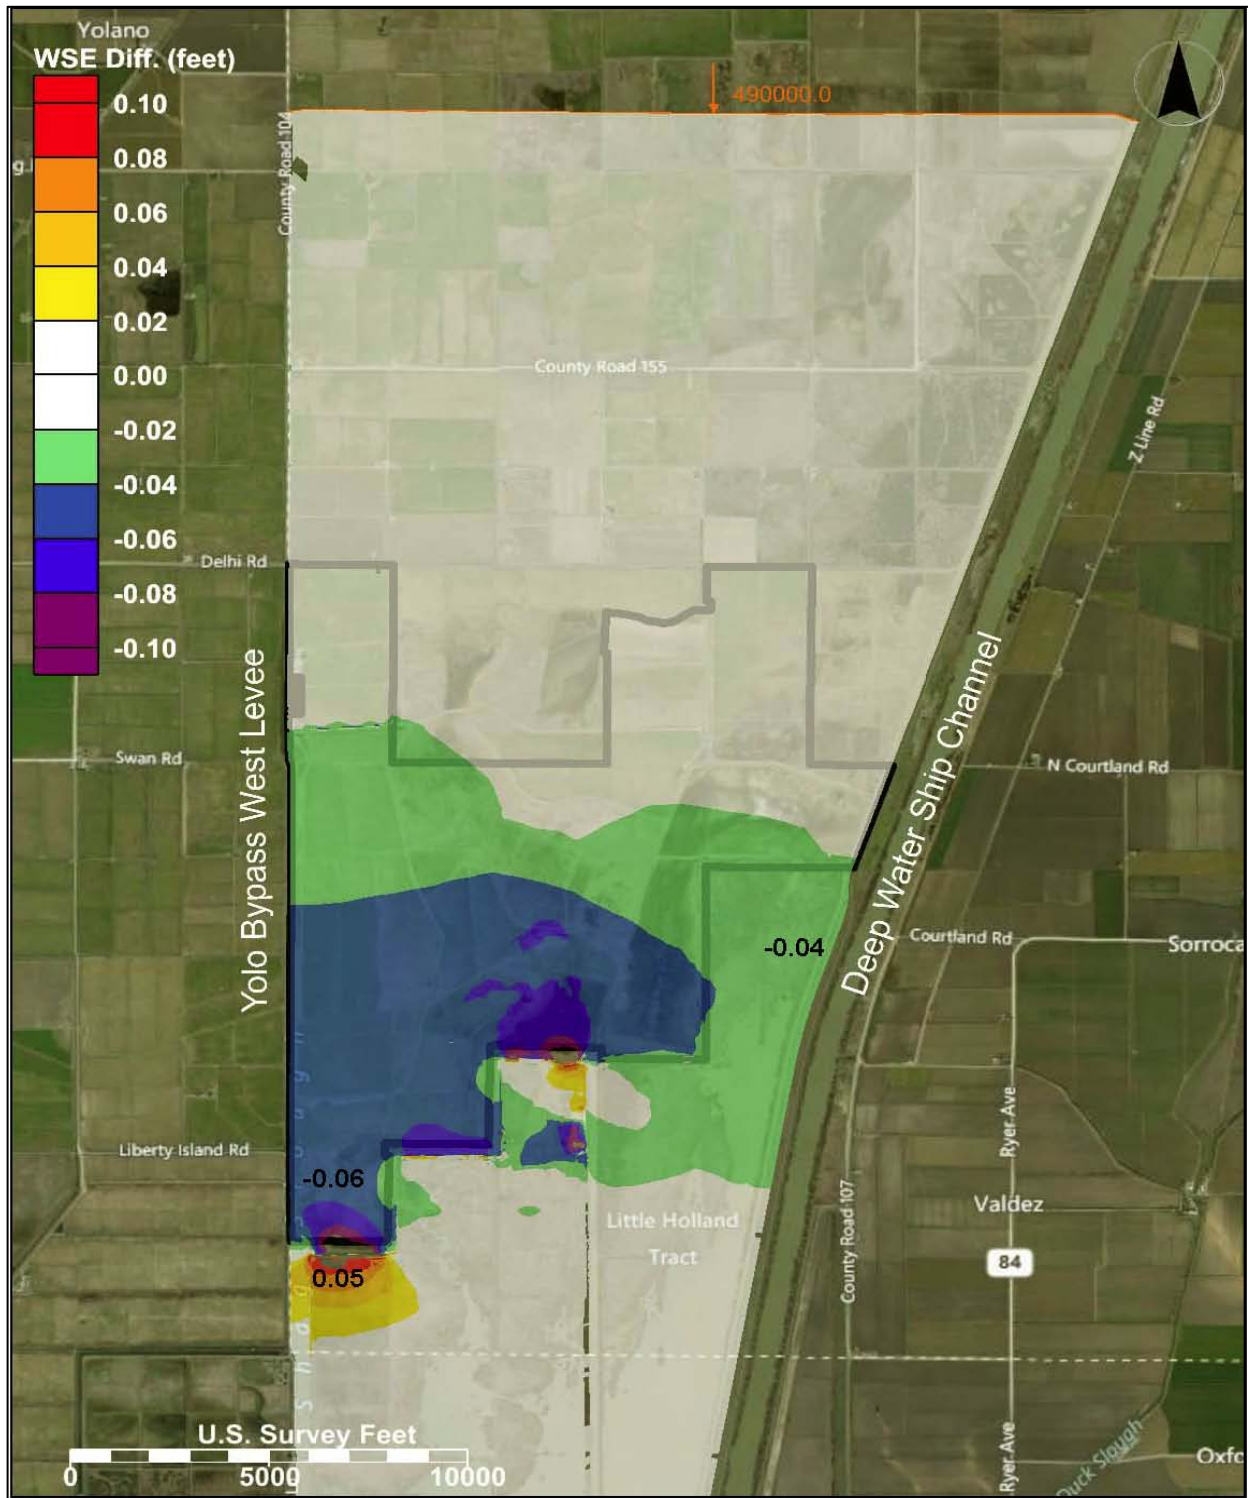 Yolano
WSE Diff. (feet)
0.10
0.08
0.06
0.04
0.02
0.00
-0.02
-0.04
-0.06
-0.08
-0.10
490000.0
County Road 104
County Road 155
Z Line Rd
Delhi Rd
Yolo Bypass West Levee
Swan Rd
N Courtland Rd
Deep Water Ship Channel
-0.04
Courtland Rd
Sorroca
Liberty Island Rd
-0.06
0.05
Little Holland
Tract
Ryer Ave
Valdez
84
County Road 107
Ryer Ave
Duck Slough
Oxfo
U.S. Survey Feet
0
5000
10000